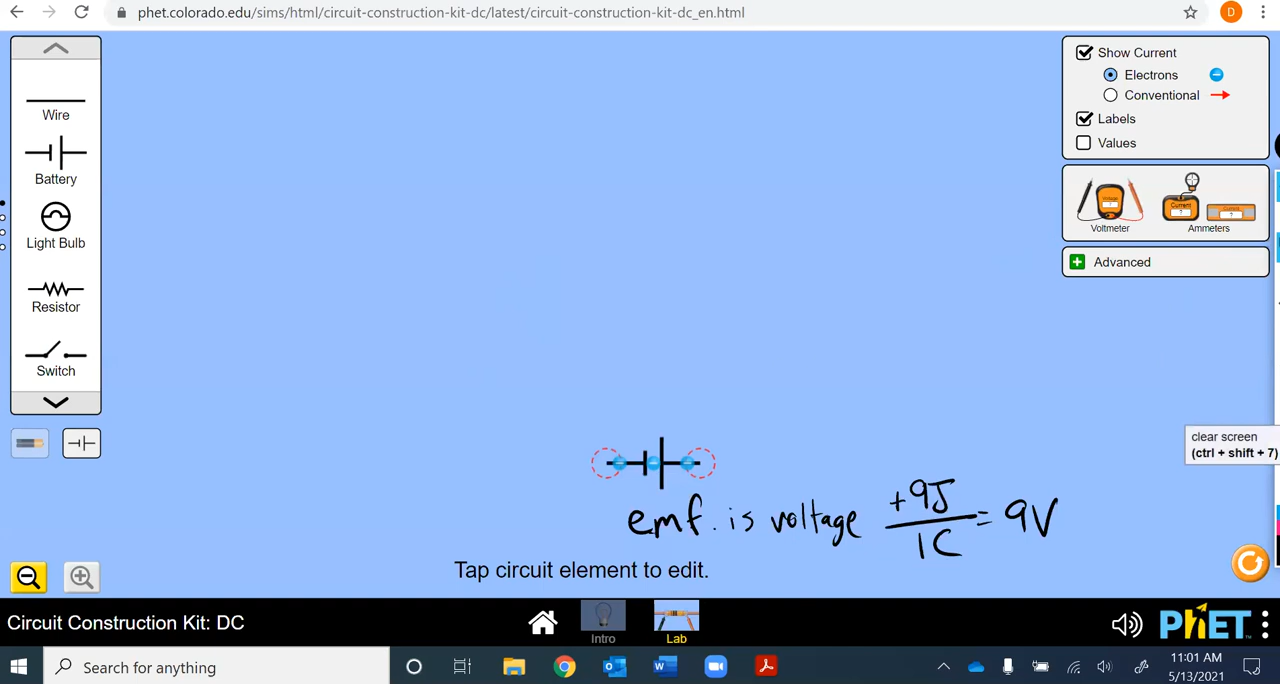 phet.colorado.edu/sims/html/circuit-construction-kit-dc/latest/circuit-construction-kit-dc_en.html
D
Show Current
Electrons
Conventional
Labels
Values
Wire
Battery
Light Bulb
Resistor
Switch
Voltage
?
Current
?
Current
?
Voltmeter
Ammeters
Advanced
clear screen
(ctrl + shift + 7)
emf. is voltage +9J/1C = 9V
Tap circuit element to edit.
Circuit Construction Kit: DC
Intro
Lab
PhET
Search for anything
11:01 AM
5/13/2021